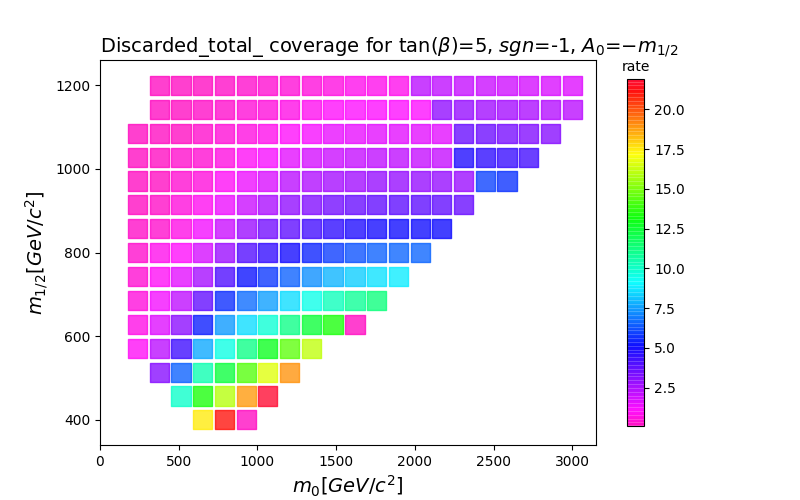 Discarded_total_ coverage for tan(β)=5, sgn=-1, A₀=−m₁/₂
rate
1200
1000
800
600
400
20.0
17.5
15.0
12.5
10.0
7.5
5.0
2.5
m₁/₂[GeV/c²]
0 500 1000 1500 2000 2500 3000
m₀[GeV/c²]